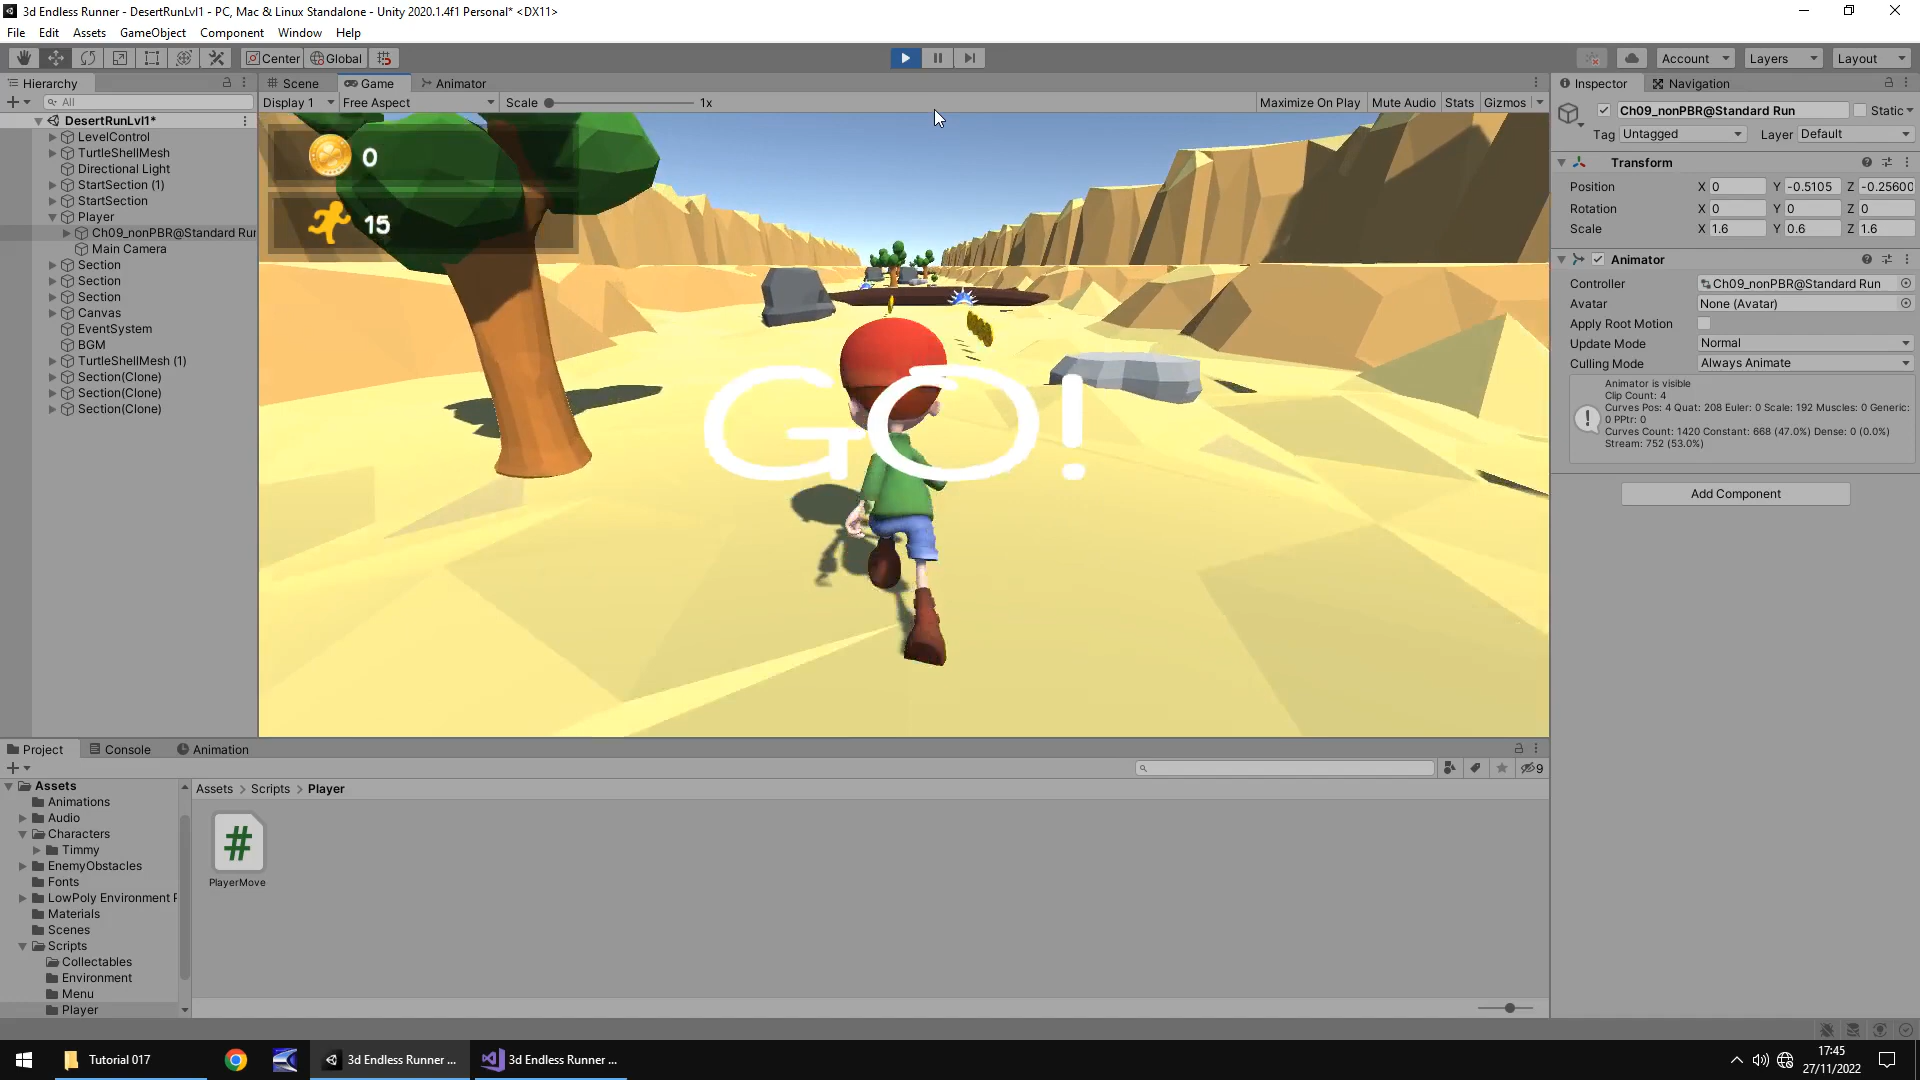 3d Endless Runner - DesertRunLvl1 - PC, Mac & Linux Standalone - Unity 2020.1.4f1 Personal* <DX11>
File Edit Assets GameObject Component Window Help
Center Global Account Layers Layout
Hierarchy
All
DesertRunLvl1*
LevelControl
TurtleShellMesh
Directional Light
StartSection (1)
StartSection
Player
Ch09_nonPBR@Standard Run
Main Camera
Section
Section
Section
Canvas
EventSystem
BGM
TurtleShellMesh (1)
Section(Clone)
Section(Clone)
Section(Clone)
Scene Game Animator
Display 1 Free Aspect Scale 1x Maximize On Play Mute Audio Stats Gizmos
0
15
GO!
Inspector Navigation
Ch09_nonPBR@Standard Run Static
Tag Untagged Layer Default
Transform
Position X 0 Y -0.5105 Z -0.25600
Rotation X 0 Y 0 Z 0
Scale X 1.6 Y 0.6 Z 1.6
Animator
Controller Ch09_nonPBR@Standard Run
Avatar None (Avatar)
Apply Root Motion
Update Mode Normal
Culling Mode Always Animate
Animator is visible
Clip Count: 4
Curves Pos: 4 Quat: 208 Euler: 0 Scale: 192 Muscles: 0 Generic:
0 PPtr: 0
Curves Count: 1420 Constant: 668 (47.0%) Dense: 0 (0.0%)
Stream: 752 (53.0%)
Add Component
Project Console Animation
9
Assets
Animations
Audio
Characters
Timmy
EnemyObstacles
Fonts
LowPoly Environment P
Materials
Scenes
Scripts
Collectables
Environment
Menu
Player
Assets > Scripts > Player
#
PlayerMove
Tutorial 017
3d Endless Runner ...
3d Endless Runner ...
17:45
27/11/2022